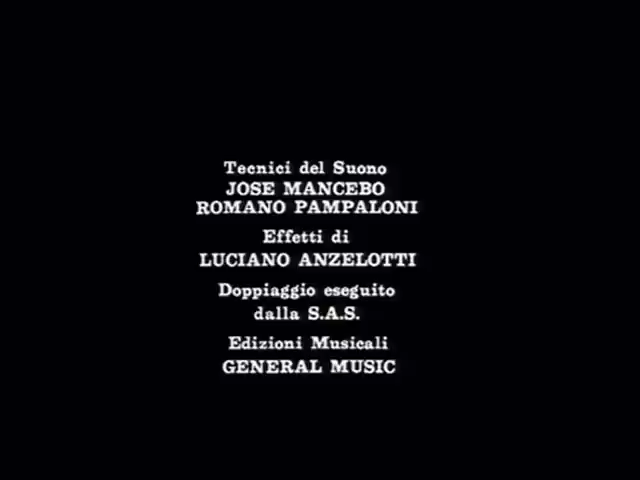 Tecnici del Suono
JOSE MANCEBO
ROMANO PAMPALONI
Effetti di
LUCIANO ANZELOTTI
Doppiaggio eseguito
dalla S.A.S.
Edizioni Musicali
GENERAL MUSIC